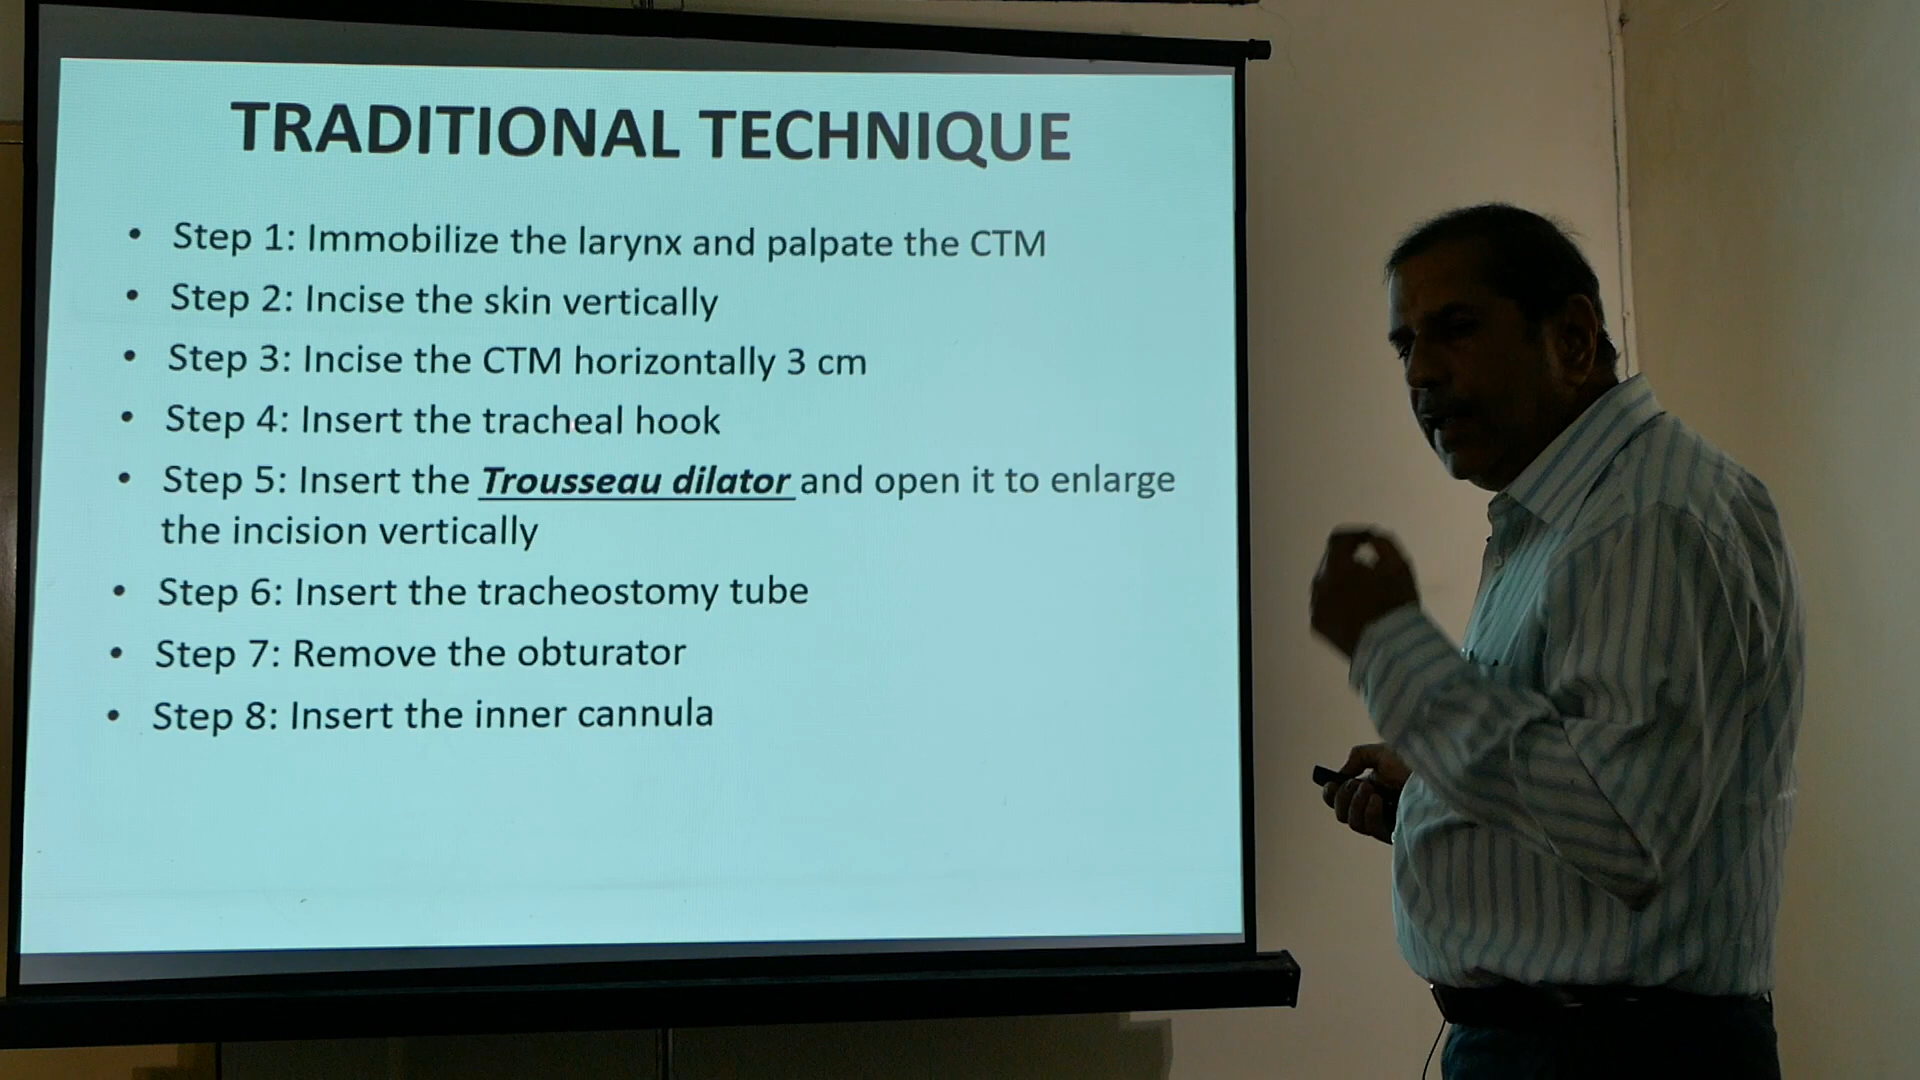 TRADITIONAL TECHNIQUE
• Step 1: Immobilize the larynx and palpate the CTM
• Step 2: Incise the skin vertically
• Step 3: Incise the CTM horizontally 3 cm
• Step 4: Insert the tracheal hook
• Step 5: Insert the Trousseau dilator and open it to enlarge
the incision vertically
• Step 6: Insert the tracheostomy tube
• Step 7: Remove the obturator
• Step 8: Insert the inner cannula